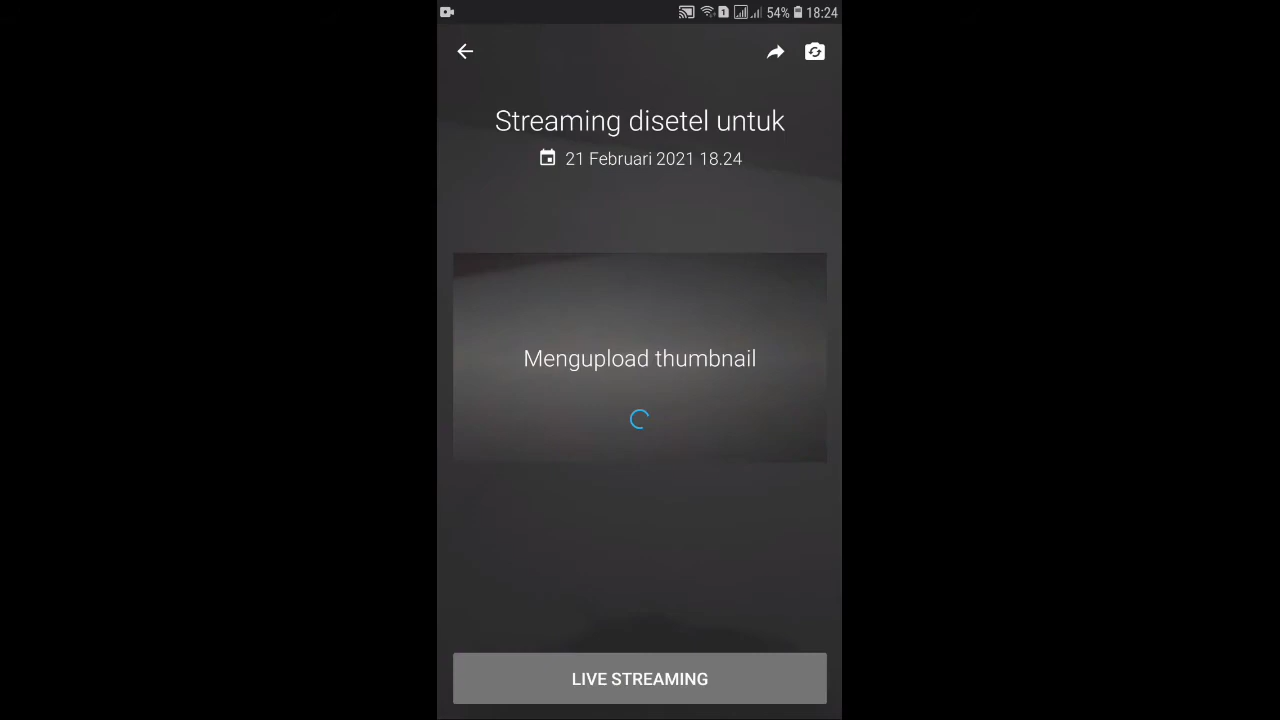 54% 18:24
Streaming disetel untuk
21 Februari 2021 18.24
Mengupload thumbnail
LIVE STREAMING